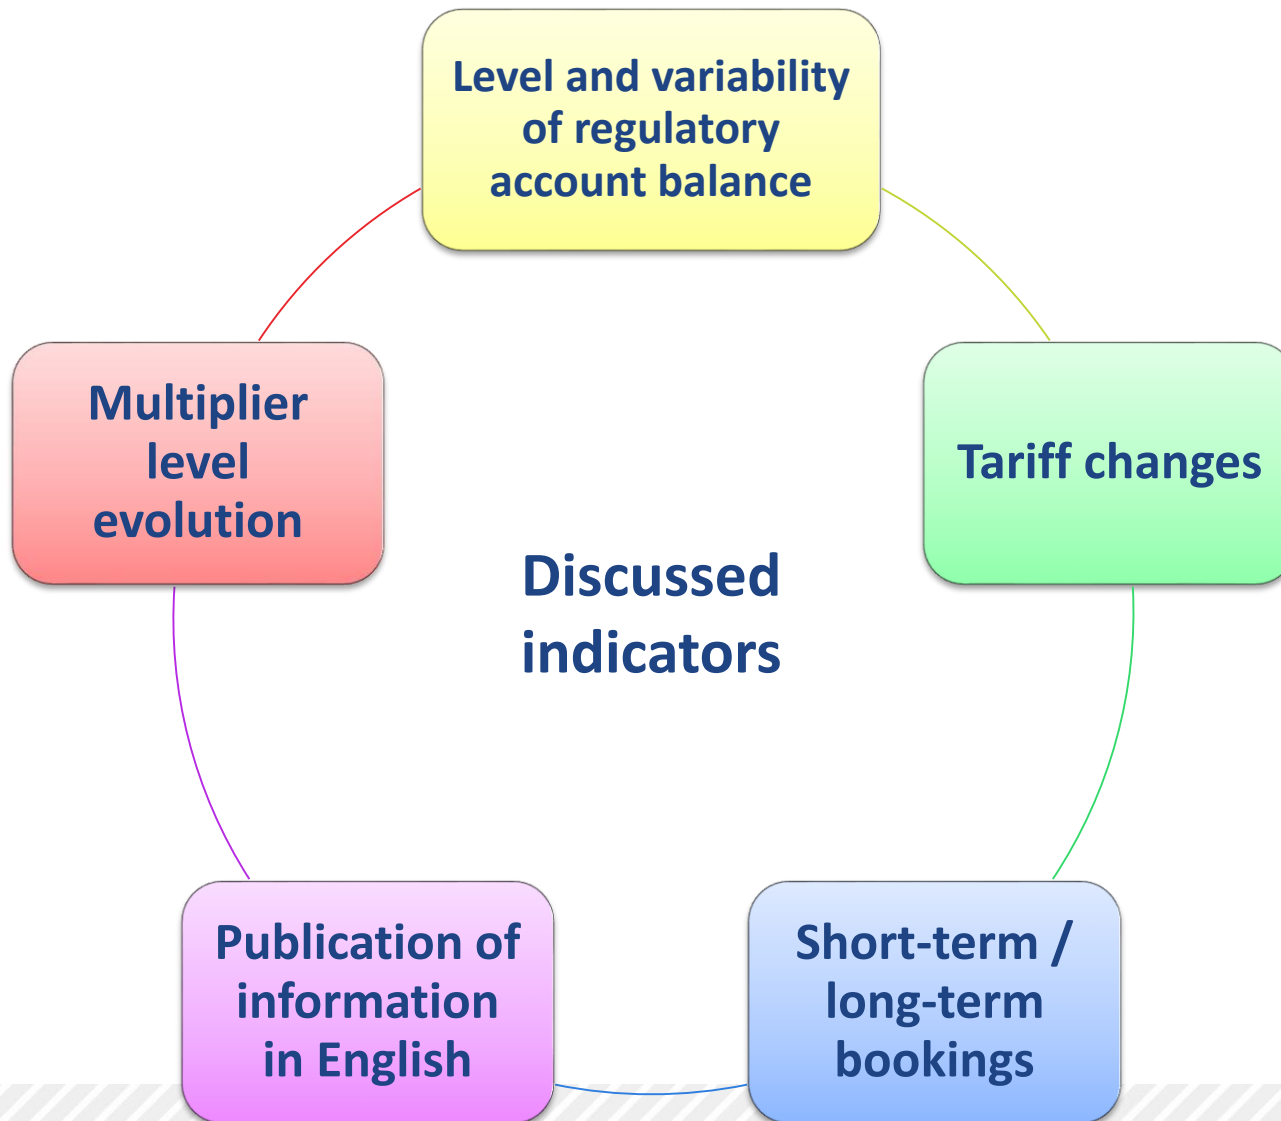 Level and variability
of regulatory
account balance
Multiplier
level
evolution
Tariff changes
Discussed
indicators
Publication of
information
in English
Short-term /
long-term
bookings